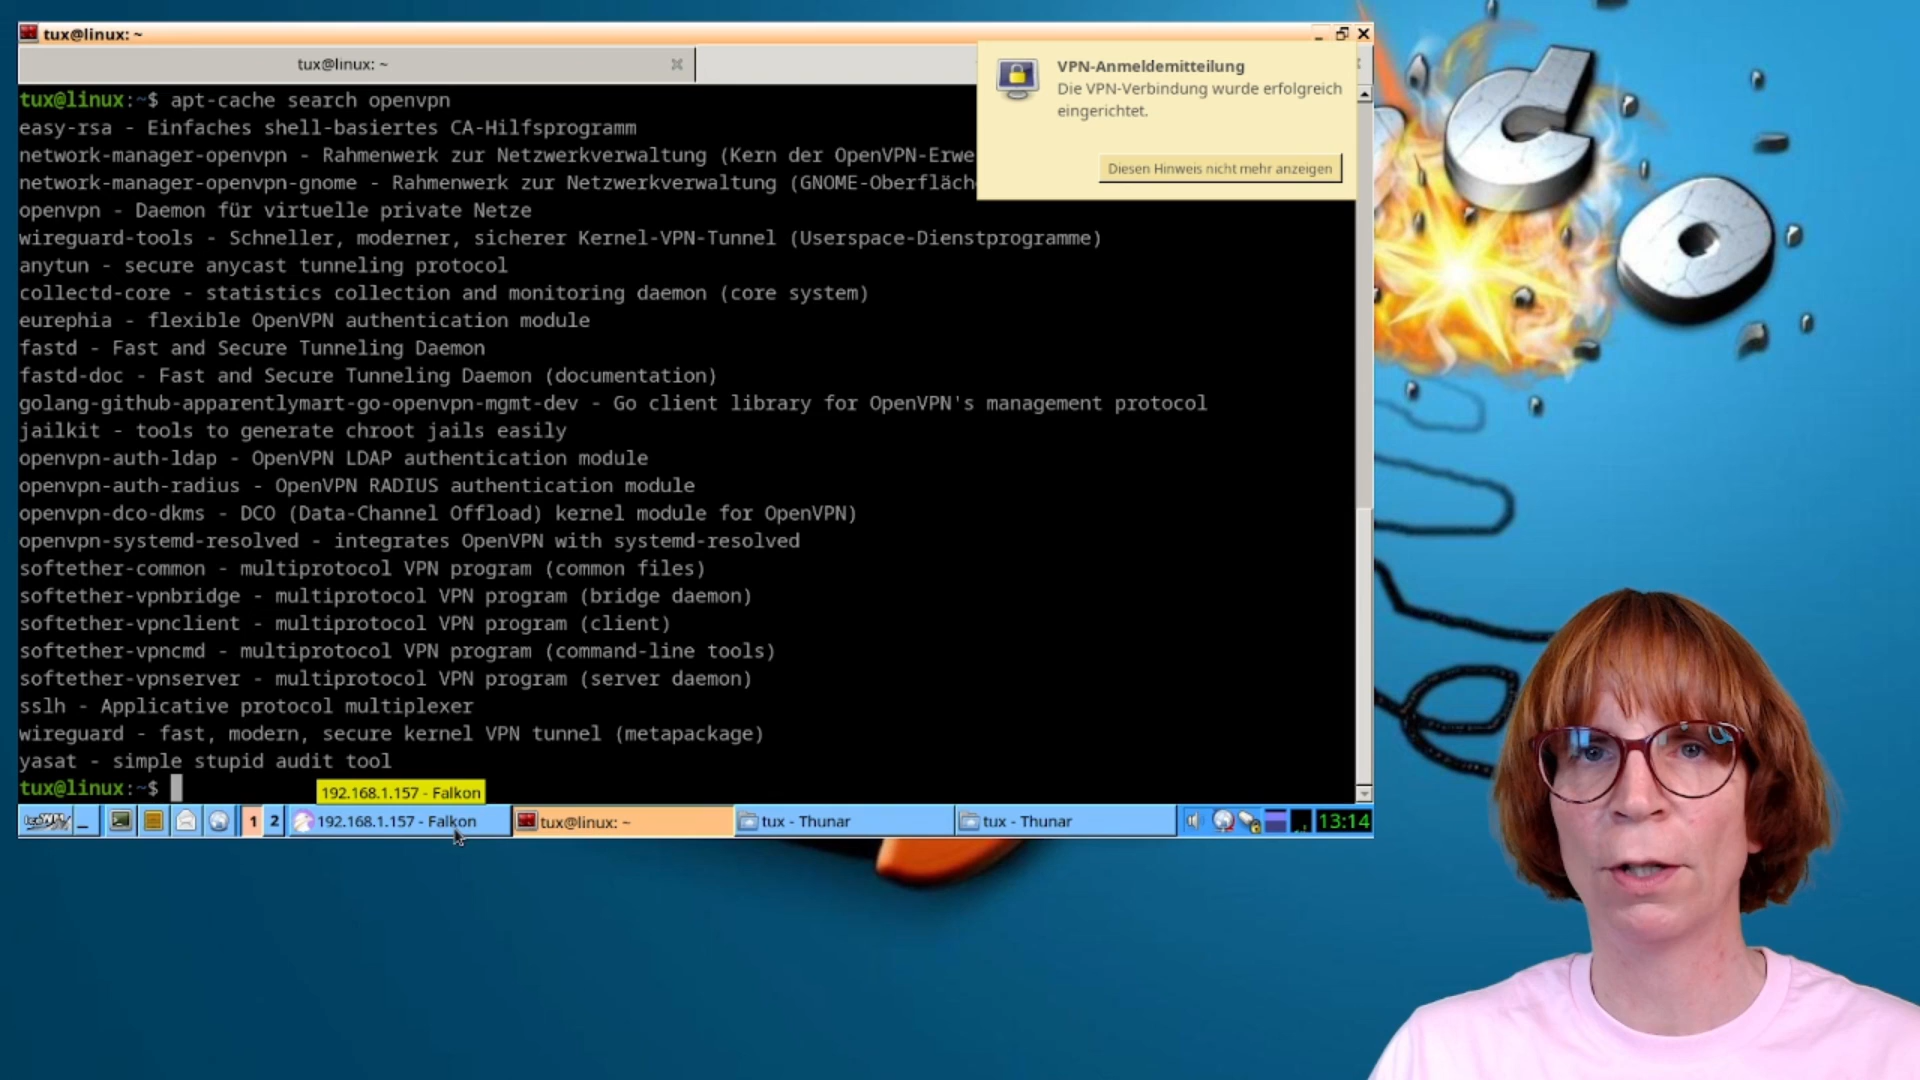 tux@linux: ~
tux@linux: ~
VPN-Anmeldemitteilung
Die VPN-Verbindung wurde erfolgreich
eingerichtet.
Diesen Hinweis nicht mehr anzeigen
tux@linux:~$ apt-cache search openvpn
easy-rsa - Einfaches shell-basiertes CA-Hilfsprogramm
network-manager-openvpn - Rahmenwerk zur Netzwerkverwaltung (Kern der OpenVPN-Erwe
network-manager-openvpn-gnome - Rahmenwerk zur Netzwerkverwaltung (GNOME-Oberfläch
openvpn - Daemon für virtuelle private Netze
wireguard-tools - Schneller, moderner, sicherer Kernel-VPN-Tunnel (Userspace-Dienstprogramme)
anytun - secure anycast tunneling protocol
collectd-core - statistics collection and monitoring daemon (core system)
eurephia - flexible OpenVPN authentication module
fastd - Fast and Secure Tunneling Daemon
fastd-doc - Fast and Secure Tunneling Daemon (documentation)
golang-github-apparentlymart-go-openvpn-mgmt-dev - Go client library for OpenVPN's management protocol
jailkit - tools to generate chroot jails easily
openvpn-auth-ldap - OpenVPN LDAP authentication module
openvpn-auth-radius - OpenVPN RADIUS authentication module
openvpn-dco-dkms - DCO (Data-Channel Offload) kernel module for OpenVPN)
openvpn-systemd-resolved - integrates OpenVPN with systemd-resolved
softether-common - multiprotocol VPN program (common files)
softether-vpnbridge - multiprotocol VPN program (bridge daemon)
softether-vpnclient - multiprotocol VPN program (client)
softether-vpncmd - multiprotocol VPN program (command-line tools)
softether-vpnserver - multiprotocol VPN program (server daemon)
sslh - Applicative protocol multiplexer
wireguard - fast, modern, secure kernel VPN tunnel (metapackage)
yasat - simple stupid audit tool
tux@linux:~$
192.168.1.157 - Falkon
1 2 192.168.1.157 - Falkon tux@linux: ~ tux - Thunar tux - Thunar 13:14